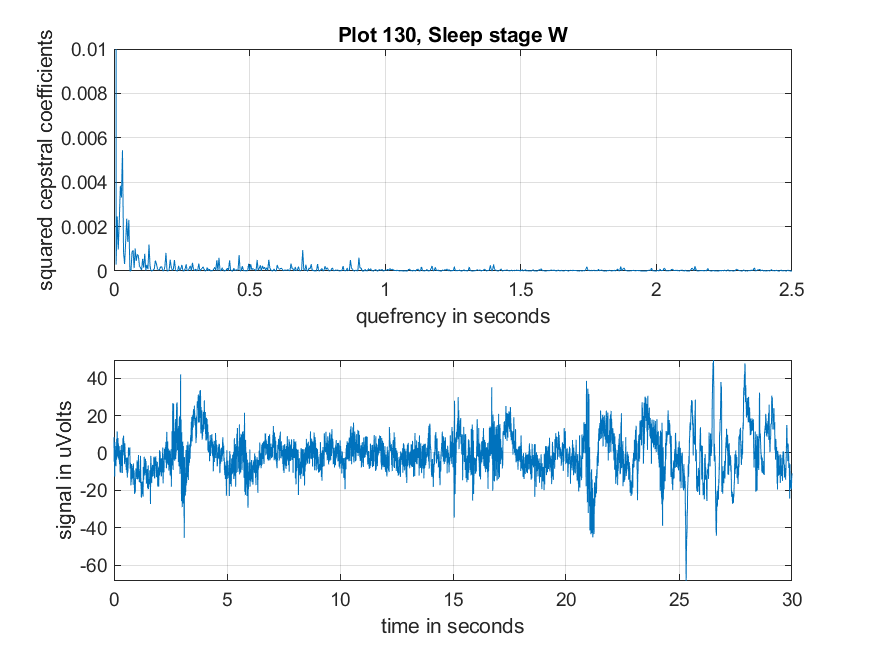 Plot 130, Sleep stage W
squared cepstral coefficients
0.01
0.008
0.006
0.004
0.002
0
0 0.5 1 1.5 2 2.5
quefrency in seconds
signal in uVolts
40
20
0
-20
-40
-60
0 5 10 15 20 25 30
time in seconds